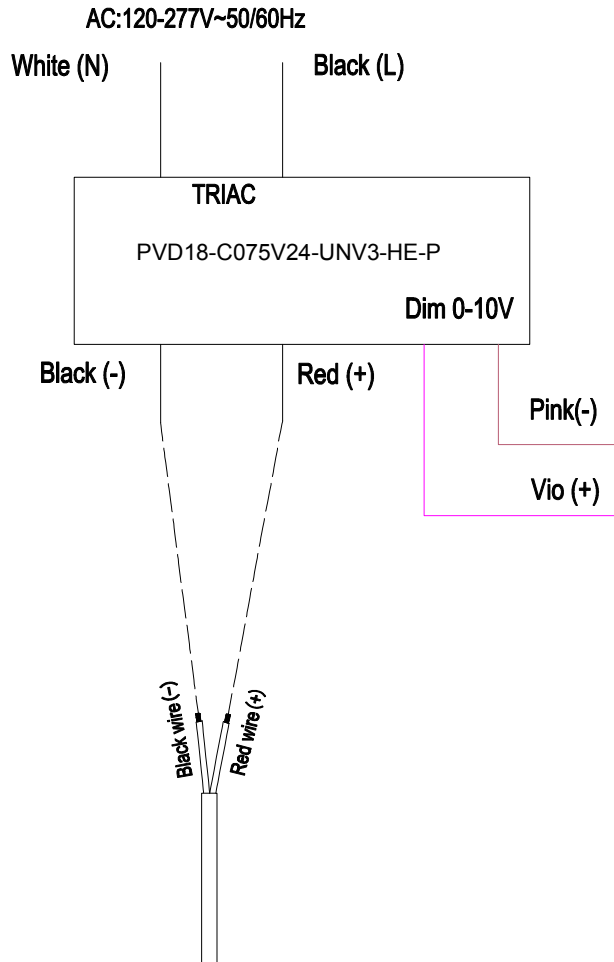 AC:120-277V~50/60Hz
White (N)
Black (L)
TRIAC
PVD18-C075V24-UNV3-HE-P
Dim 0-10V
Black (-)
Red (+)
Pink(-)
Vio (+)
Black wire (-)
Red wire (+)